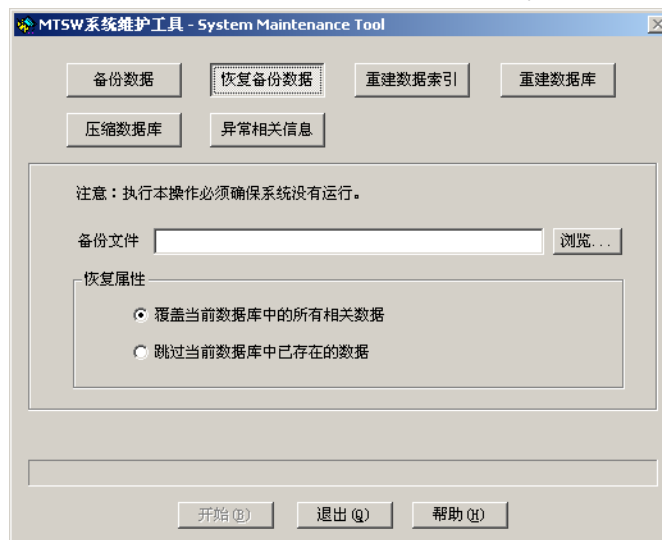 MTSW系统维护工具 - System Maintenance Tool
备份数据 恢复备份数据 重建数据索引 重建数据库
压缩数据库 异常相关信息
注意：执行本操作必须确保系统没有运行。
备份文件 浏览...
恢复属性
覆盖当前数据库中的所有相关数据
跳过当前数据库中已存在的数据
开始(B) 退出(Q) 帮助(H)